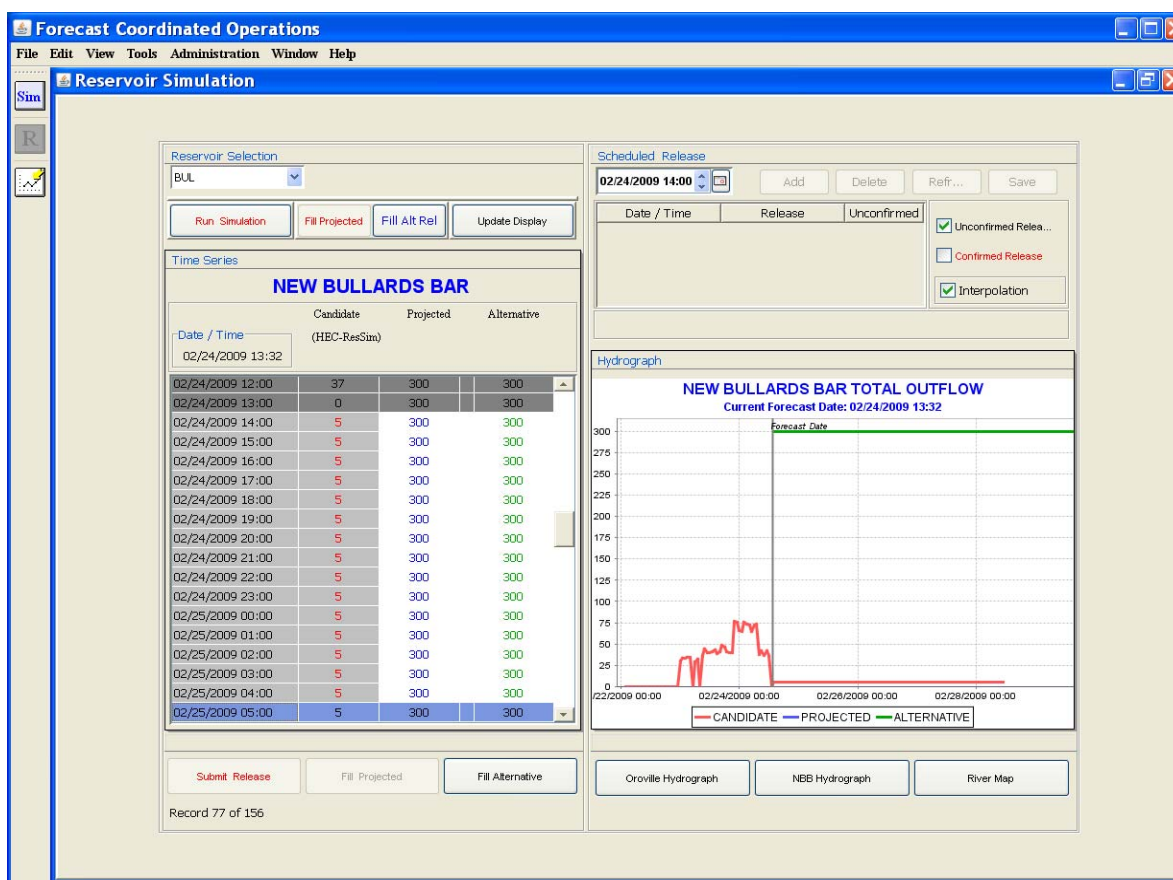 Forecast Coordinated Operations
File Edit View Tools Administration Window Help
Reservoir Simulation
Sim
R
Reservoir Selection
BUL
Run Simulation Fill Projected Fill Alt Rel Update Display
Time Series
NEW BULLARDS BAR
Candidate Projected Alternative
Date / Time (HEC-ResSim)
02/24/2009 13:32
02/24/2009 12:00 37 300 300
02/24/2009 13:00 0 300 300
02/24/2009 14:00 5 300 300
02/24/2009 15:00 5 300 300
02/24/2009 16:00 5 300 300
02/24/2009 17:00 5 300 300
02/24/2009 18:00 5 300 300
02/24/2009 19:00 5 300 300
02/24/2009 20:00 5 300 300
02/24/2009 21:00 5 300 300
02/24/2009 22:00 5 300 300
02/24/2009 23:00 5 300 300
02/25/2009 00:00 5 300 300
02/25/2009 01:00 5 300 300
02/25/2009 02:00 5 300 300
02/25/2009 03:00 5 300 300
02/25/2009 04:00 5 300 300
02/25/2009 05:00 5 300 300
Submit Release Fill Projected Fill Alternative
Record 77 of 156
Scheduled Release
02/24/2009 14:00 Add Delete Refr... Save
Date / Time Release Unconfirmed
Unconfirmed Relea...
Confirmed Release
Interpolation
Hydrograph
NEW BULLARDS BAR TOTAL OUTFLOW
Current Forecast Date: 02/24/2009 13:32
Forecast Date
300
275
250
225
200
175
150
125
100
75
50
25
0
/22/2009 00:00 02/24/2009 00:00 02/26/2009 00:00 02/28/2009 00:00
CANDIDATE PROJECTED ALTERNATIVE
Oroville Hydrograph NBB Hydrograph River Map